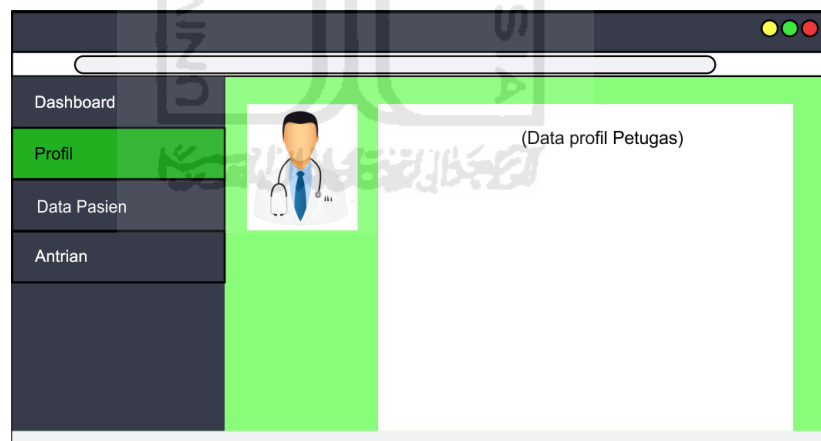 Dashboard
Profil
Data Pasien
Antrian
(Data profil Petugas)